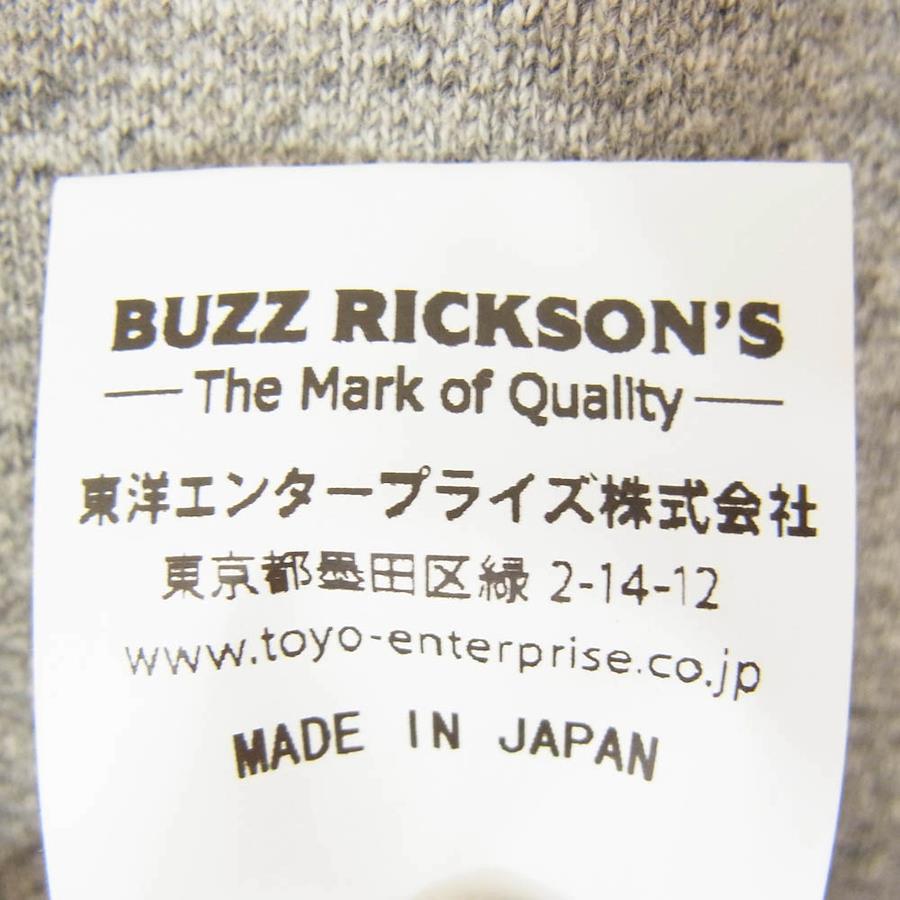 BUZZ RICKSON'S
The Mark of Quality
東洋エンタープライズ株式会社
東京都墨田区緑 2-14-12
www.toyo-enterprise.co.jp
MADE IN JAPAN